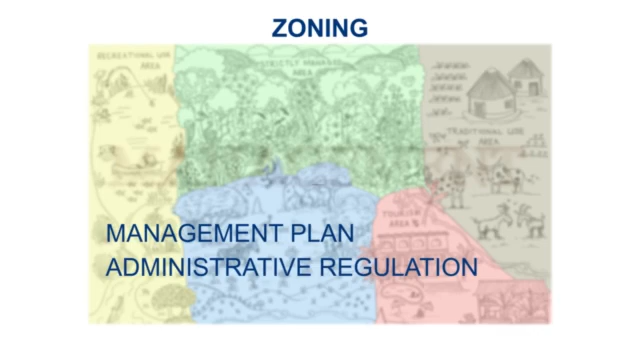 ZONING
RECREATIONAL USE
AREA
STRICTLY MANAGED
AREA
TRADITIONAL USE
AREA
TOURISM
AREA
MANAGEMENT PLAN
ADMINISTRATIVE REGULATION